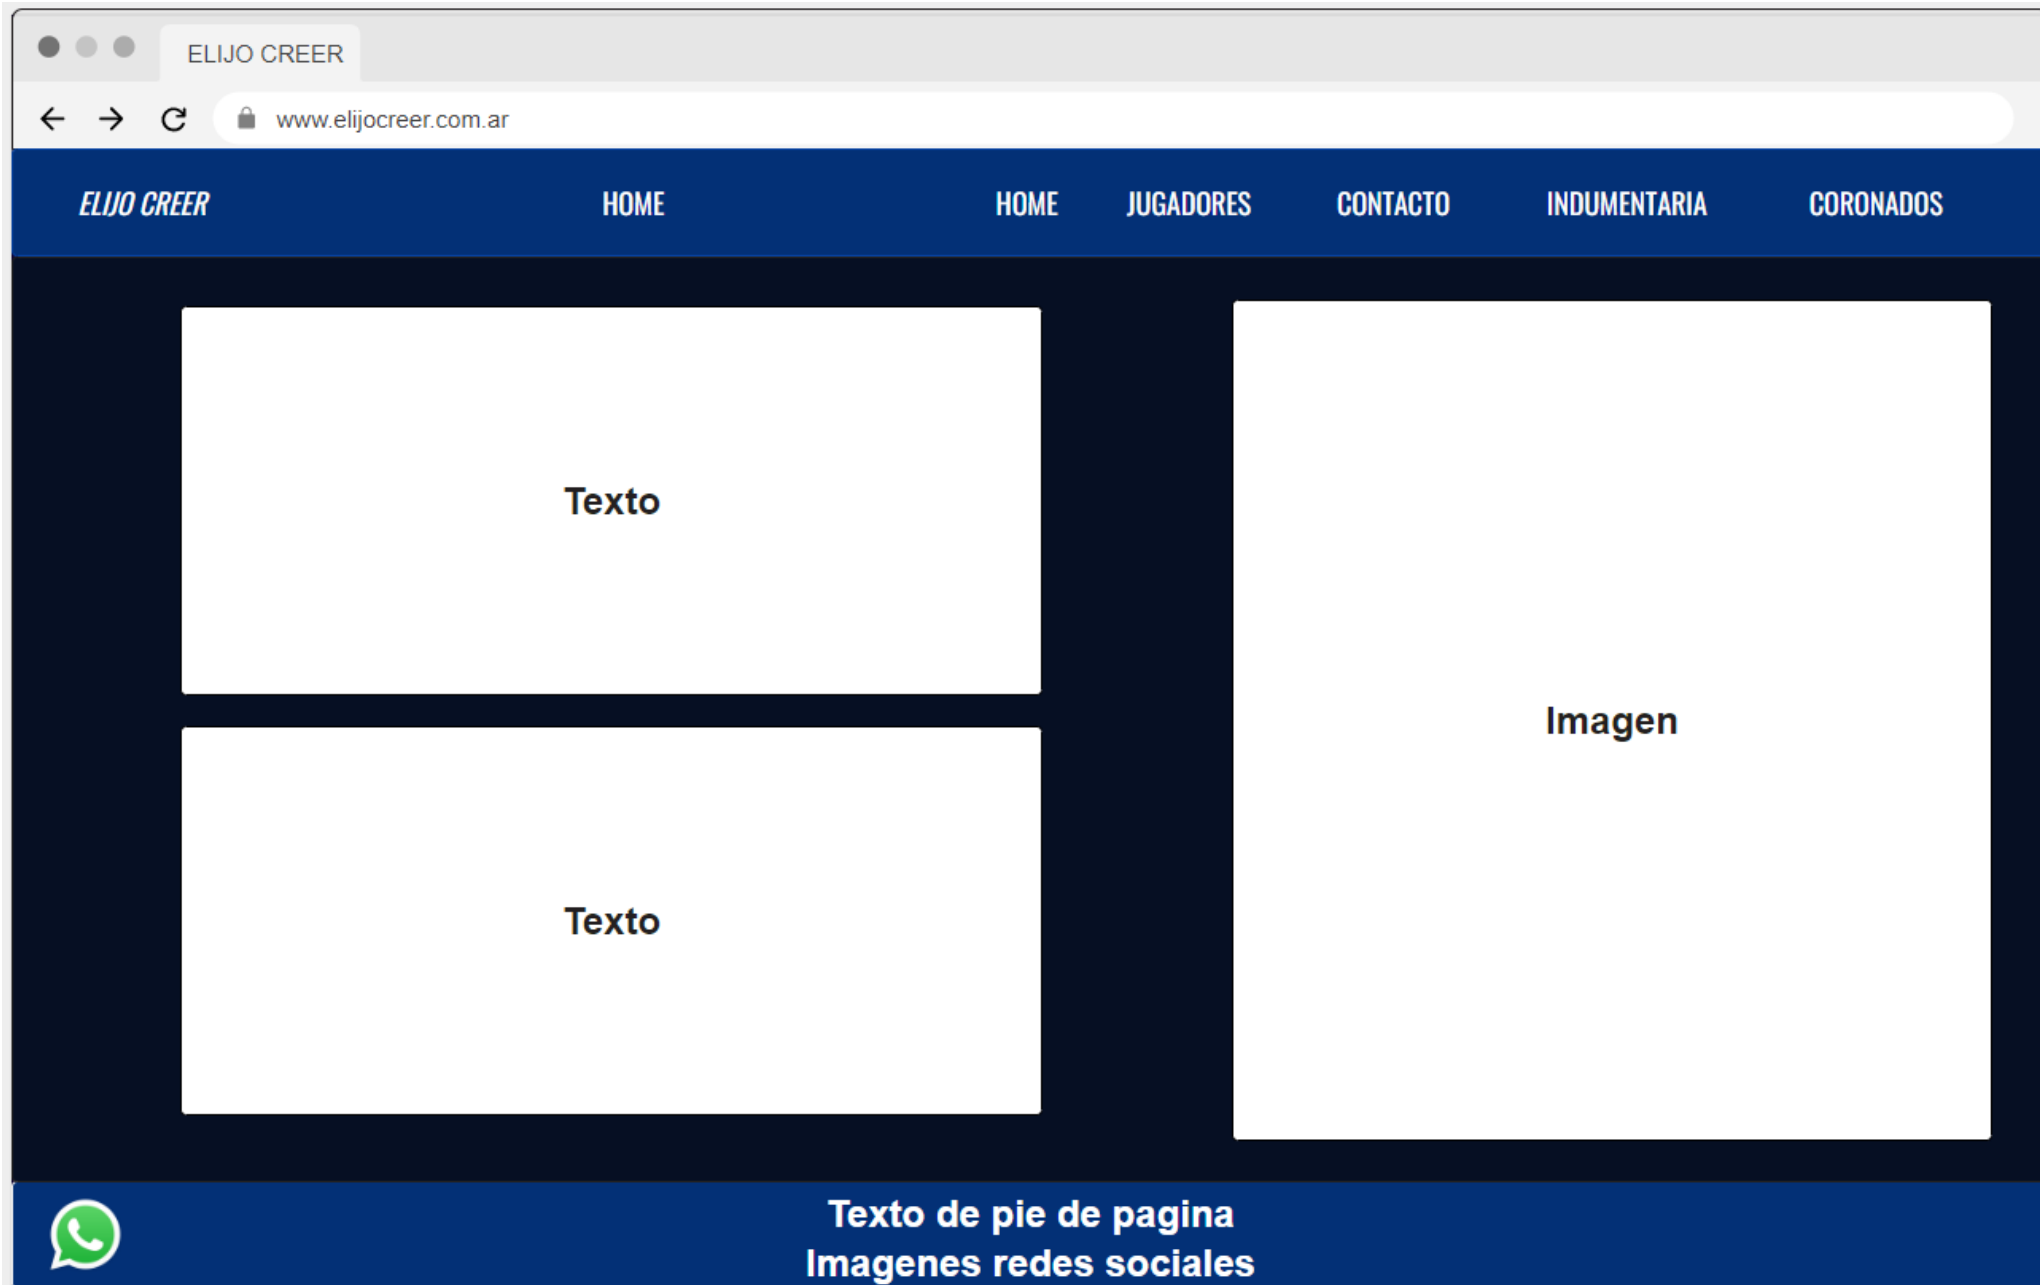 ELIJO CREER
www.elijocreer.com.ar
ELIJO CREER HOME HOME JUGADORES CONTACTO INDUMENTARIA CORONADOS
Texto
Imagen
Texto
Texto de pie de pagina
Imagenes redes sociales